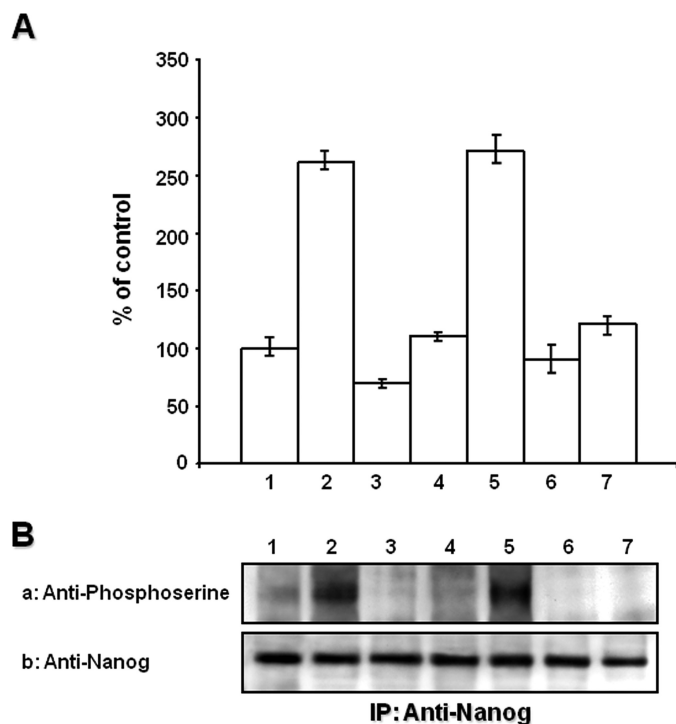 A
350
300
250
200
150
100
50
0
% of control
1 2 3 4 5 6 7
B
1 2 3 4 5 6 7
a: Anti-Phosphoserine
b: Anti-Nanog
IP: Anti-Nanog